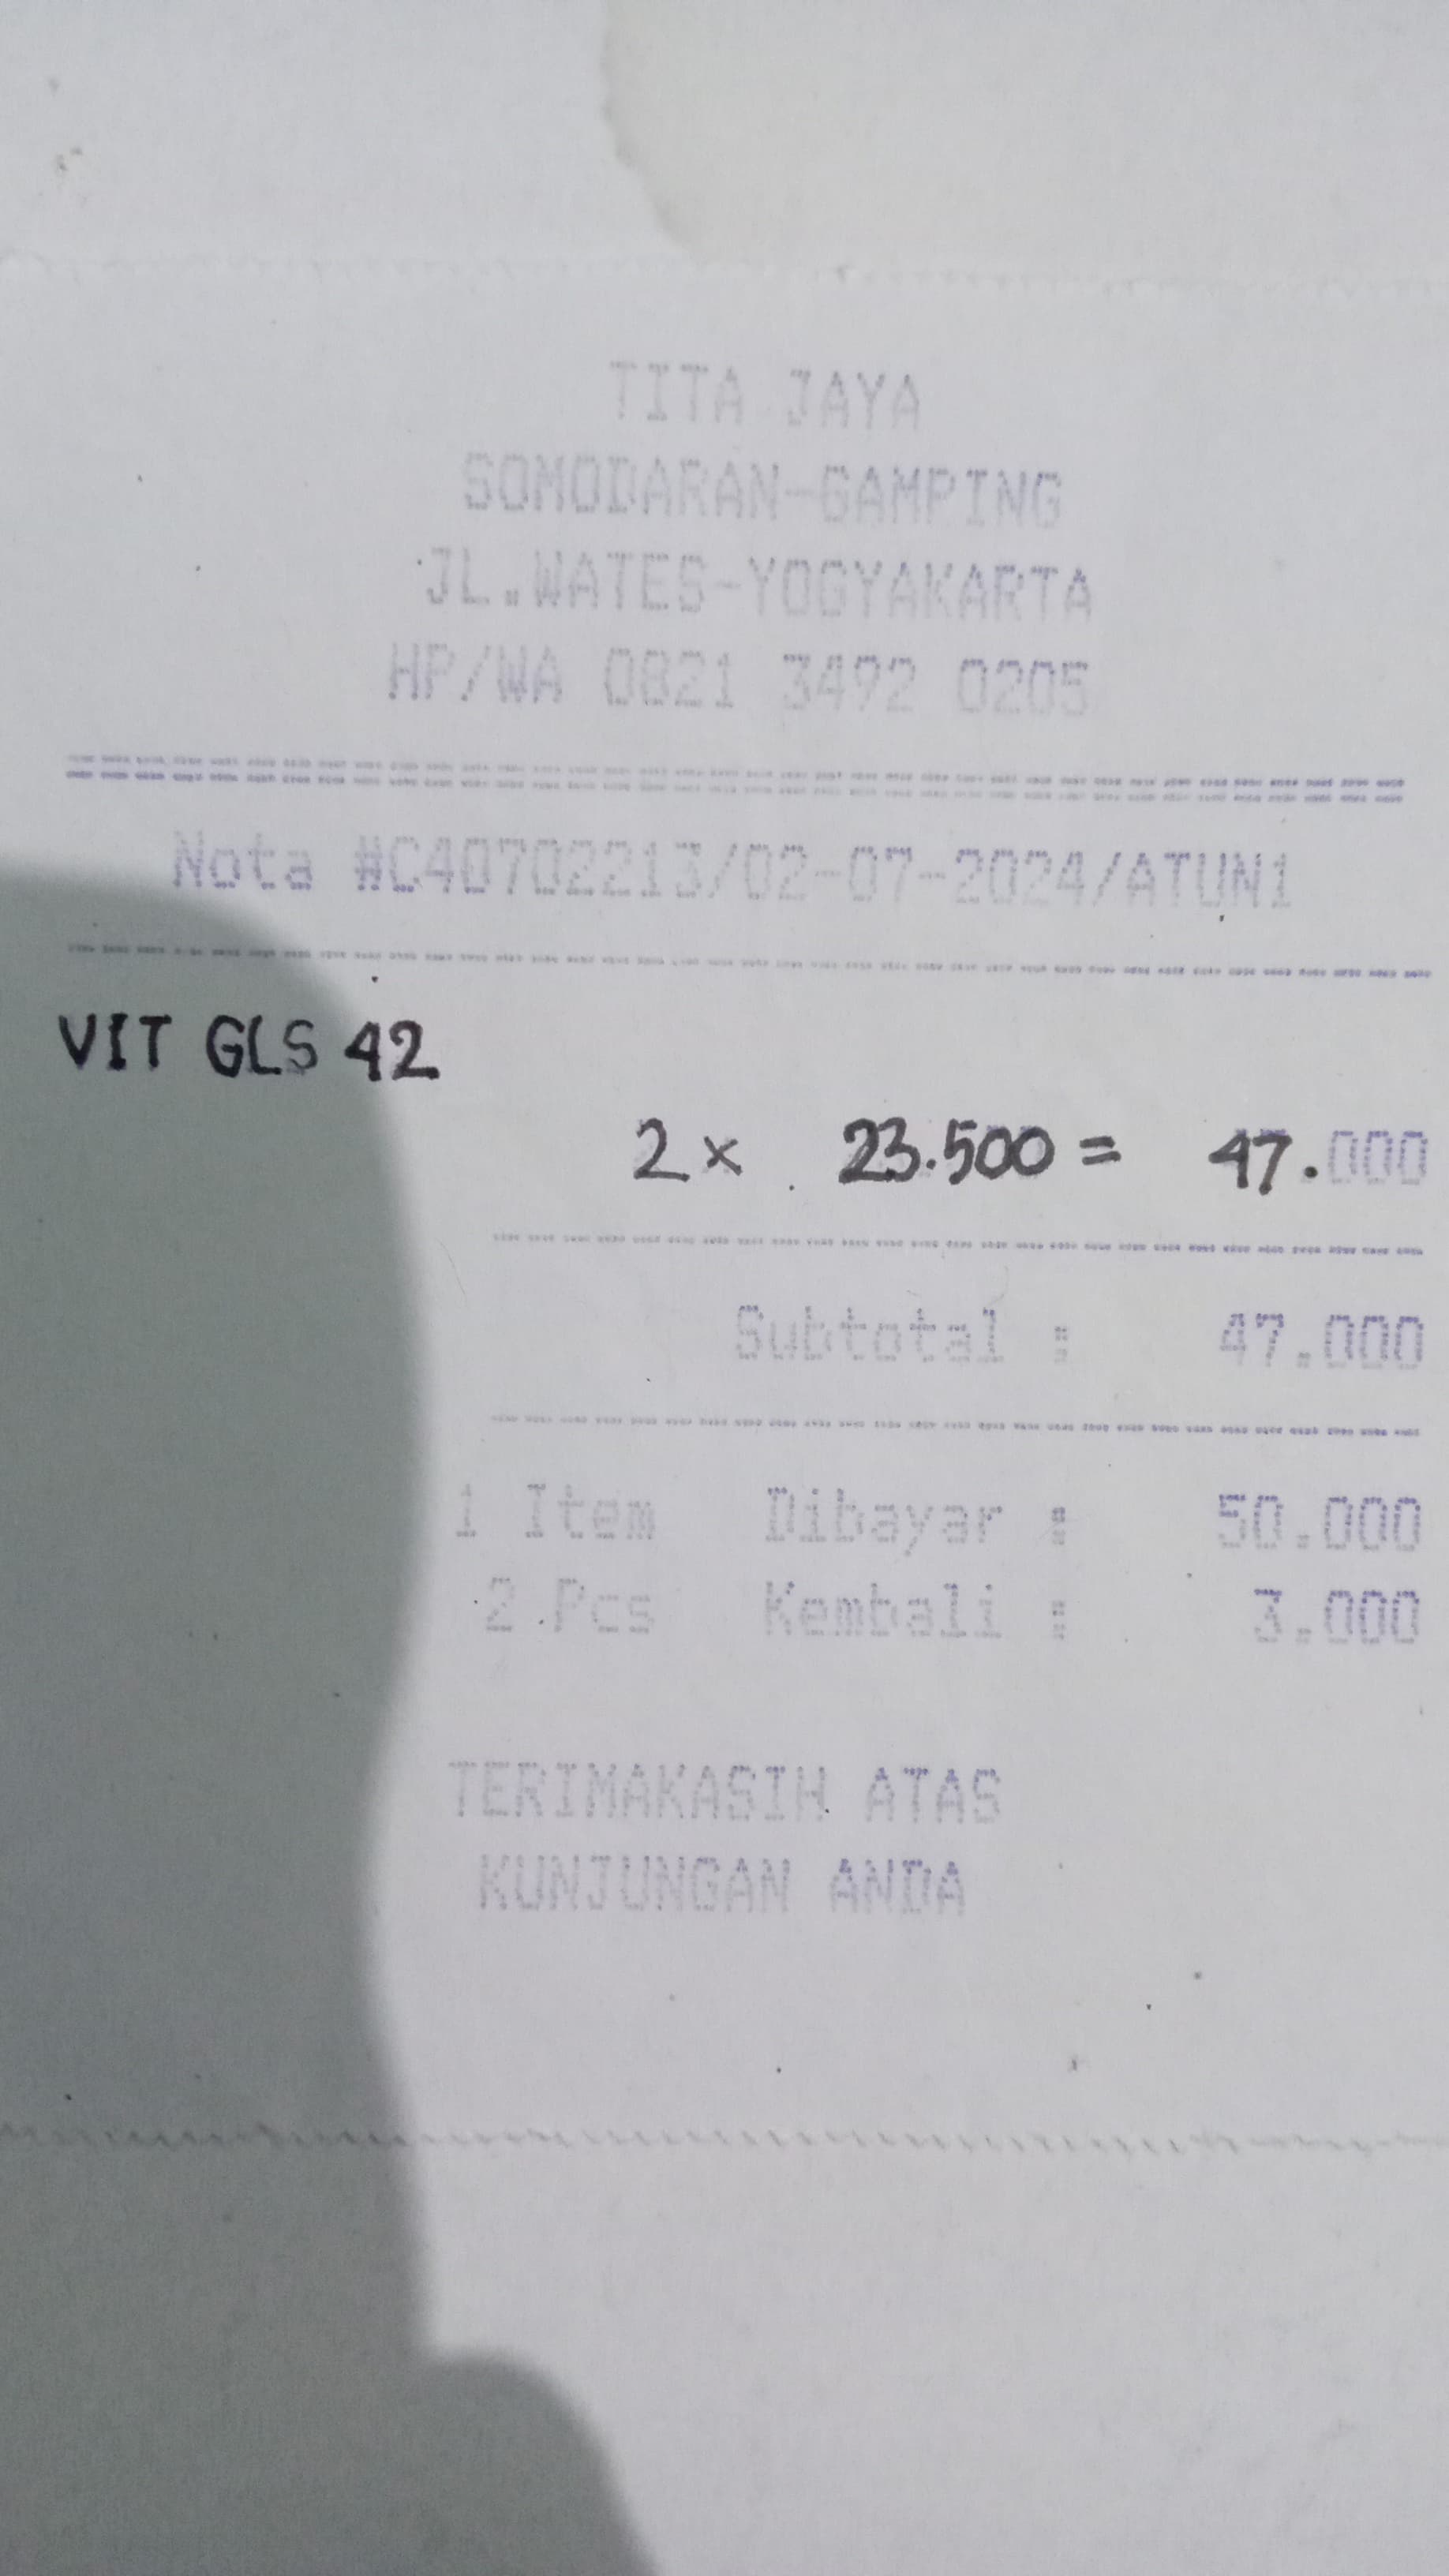 TITA JAYA
SOMODARAN-GAMPING
JL.WATES-YOGYAKARTA
HP/WA 0821 3492 0205
Nota #C40702213/02-07-2024/ATUN1
VIT GLS 42
2 x 23.500 = 47.000
Subtotal : 47.000
1 Item Dibayar : 50.000
2 Pcs Kembali : 3.000
TERIMAKASIH ATAS
KUNJUNGAN ANDA